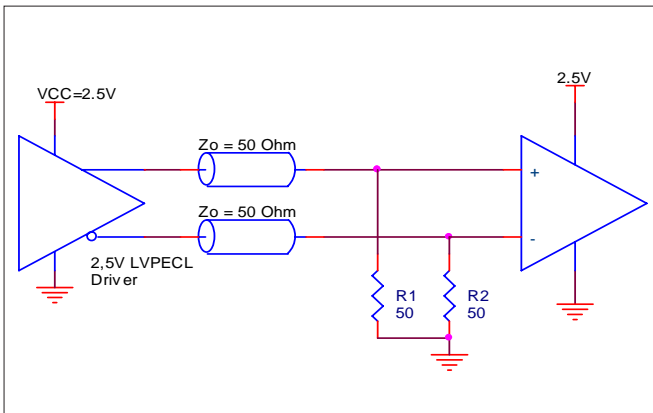 VCC=2.5V
2.5V
Zo = 50 Ohm
+
Zo = 50 Ohm
-
2,5V LVPECL
Driver
R1
50
R2
50